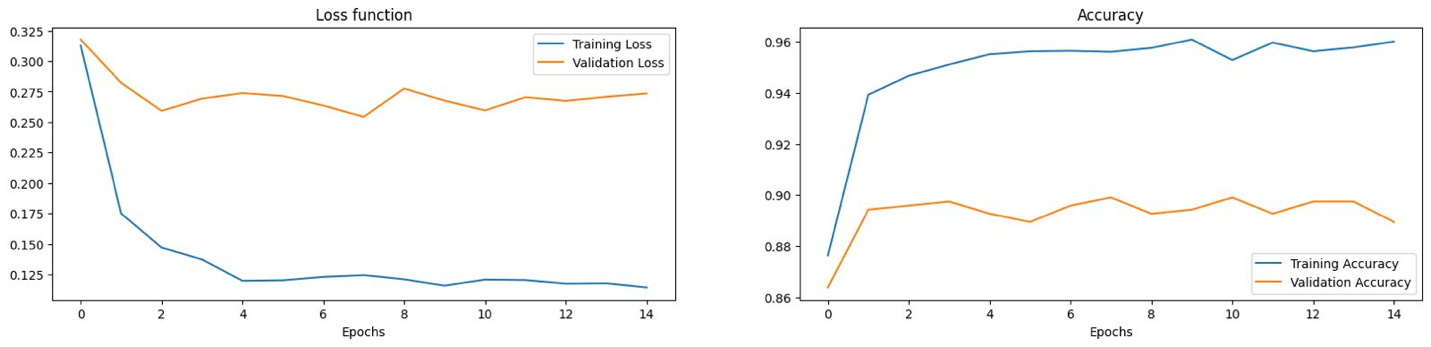 Loss function
0.325
0.300
0.275
0.250
0.225
0.200
0.175
0.150
0.125
Training Loss
Validation Loss
0 2 4 6 8 10 12 14
Epochs
Accuracy
0.96
0.94
0.92
0.90
0.88
0.86
Training Accuracy
Validation Accuracy
0 2 4 6 8 10 12 14
Epochs